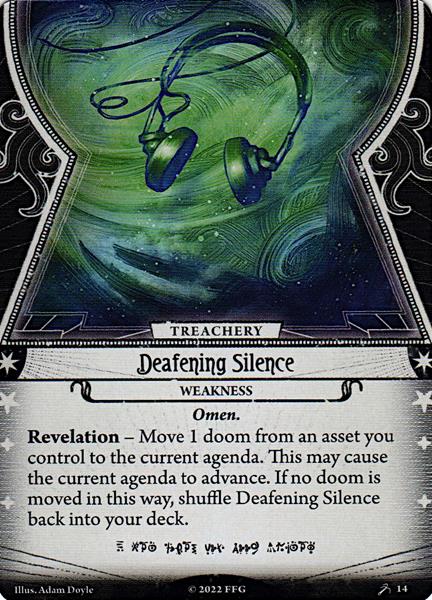 TREACHERY
Deafening Silence
WEAKNESS
Omen.
Revelation – Move 1 doom from an asset you
control to the current agenda. This may cause
the current agenda to advance. If no doom is
moved in this way, shuffle Deafening Silence
back into your deck.
Illus. Adam Doyle
© 2022 FFG
14